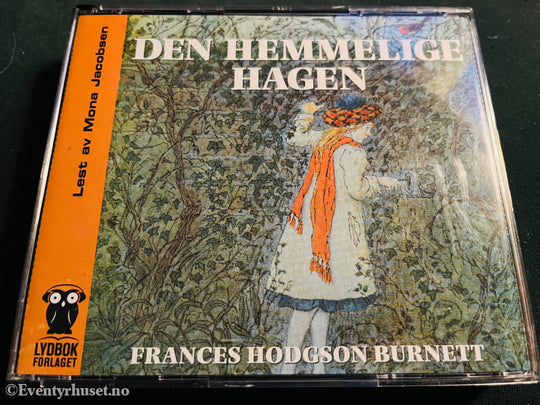 DEN HEMMELIGE
HAGEN
Lest av Mona Jacobsen
LYDBOK
FORLAGET
FRANCES HODGSON BURNETT
©Eventyrhuset.no